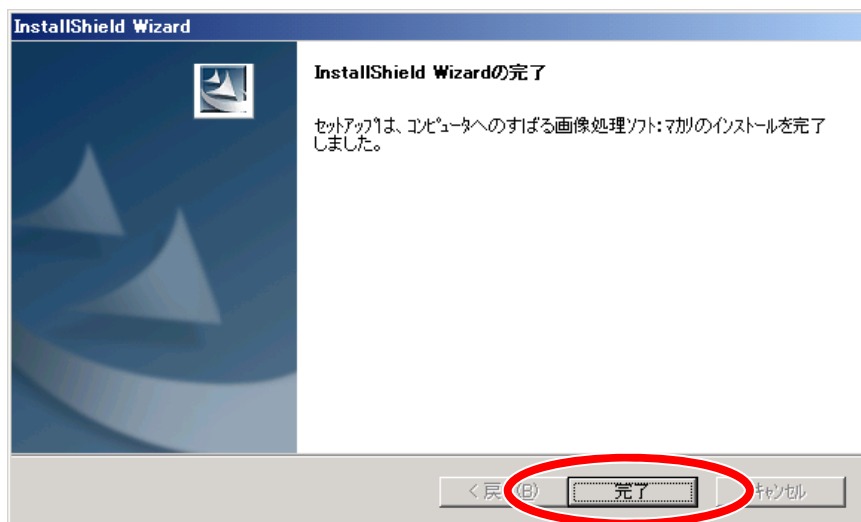 InstallShield Wizard
InstallShield Wizardの完了
セットアップは、コンピュータへのすばる画像処理ソフト:マカリのインストールを完了
しました。
< 戻 (B)
完了
キャンセル